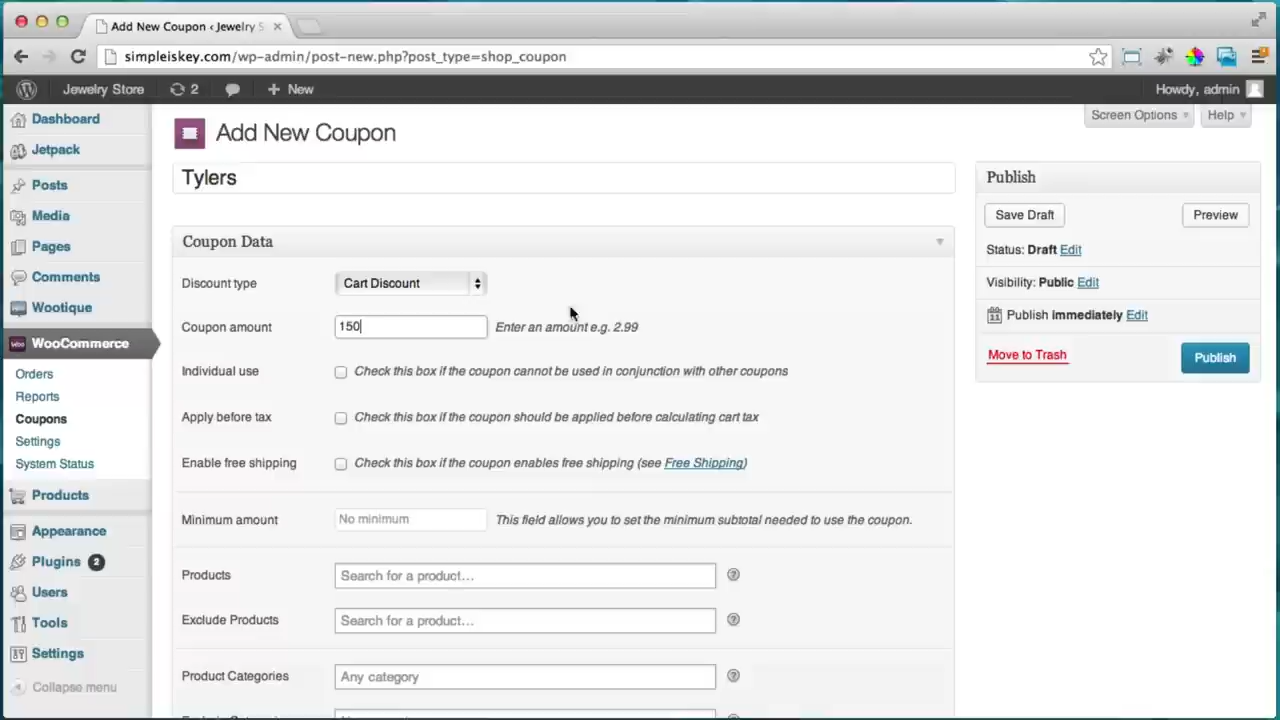 Add New Coupon ‹ Jewelry S
simpleiskey.com/wp-admin/post-new.php?post_type=shop_coupon
Jewelry Store 2 New Howdy, admin
Screen Options Help
Dashboard
Jetpack
Posts
Media
Pages
Comments
Wootique
WooCommerce
Orders
Reports
Coupons
Settings
System Status
Products
Appearance
Plugins 2
Users
Tools
Settings
Collapse menu
Add New Coupon
Tylers
Coupon Data
Discount type Cart Discount
Coupon amount 150 Enter an amount e.g. 2.99
Individual use Check this box if the coupon cannot be used in conjunction with other coupons
Apply before tax Check this box if the coupon should be applied before calculating cart tax
Enable free shipping Check this box if the coupon enables free shipping (see Free Shipping)
Minimum amount No minimum This field allows you to set the minimum subtotal needed to use the coupon.
Products Search for a product...
Exclude Products Search for a product...
Product Categories Any category
Publish
Save Draft Preview
Status: Draft Edit
Visibility: Public Edit
Publish immediately Edit
Move to Trash Publish